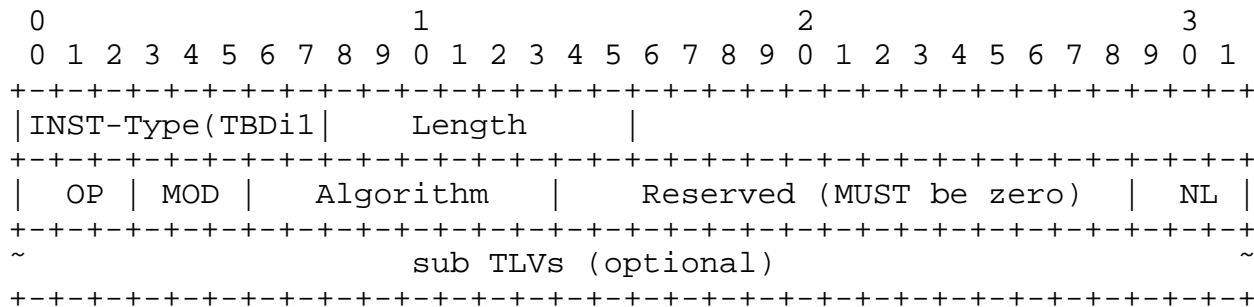 0                   1                   2                   3
 0 1 2 3 4 5 6 7 8 9 0 1 2 3 4 5 6 7 8 9 0 1 2 3 4 5 6 7 8 9 0 1
+-+-+-+-+-+-+-+-+-+-+-+-+-+-+-+-+-+-+-+-+-+-+-+-+-+-+-+-+-+-+-+-+
|INST-Type(TBDi1|    Length     |
+-+-+-+-+-+-+-+-+-+-+-+-+-+-+-+-+-+-+-+-+-+-+-+-+-+-+-+-+-+-+-+-+
|  OP | MOD |   Algorithm   |    Reserved (MUST be zero)  |  NL |
+-+-+-+-+-+-+-+-+-+-+-+-+-+-+-+-+-+-+-+-+-+-+-+-+-+-+-+-+-+-+-+-+
~                    sub TLVs (optional)                        ~
+-+-+-+-+-+-+-+-+-+-+-+-+-+-+-+-+-+-+-+-+-+-+-+-+-+-+-+-+-+-+-+-+